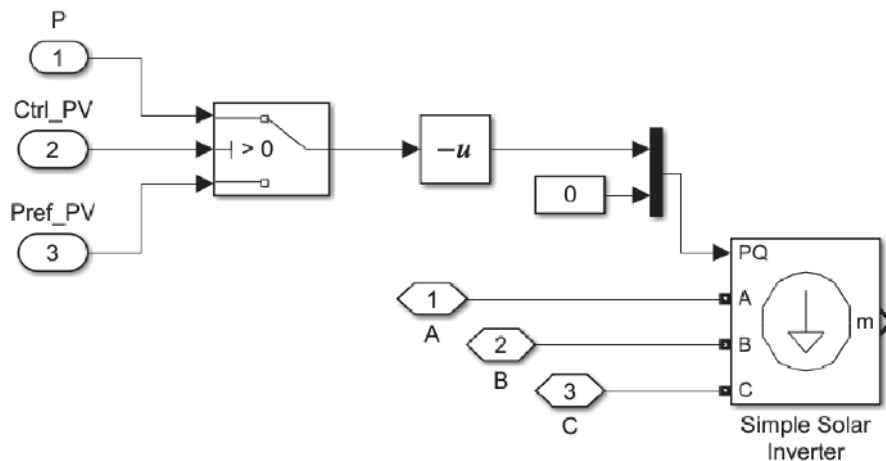 P
1
Ctrl_PV
2
> 0
Pref_PV
3
−u
0
PQ
1
A
A
2
B
B
3
C
C
m
Simple Solar
Inverter